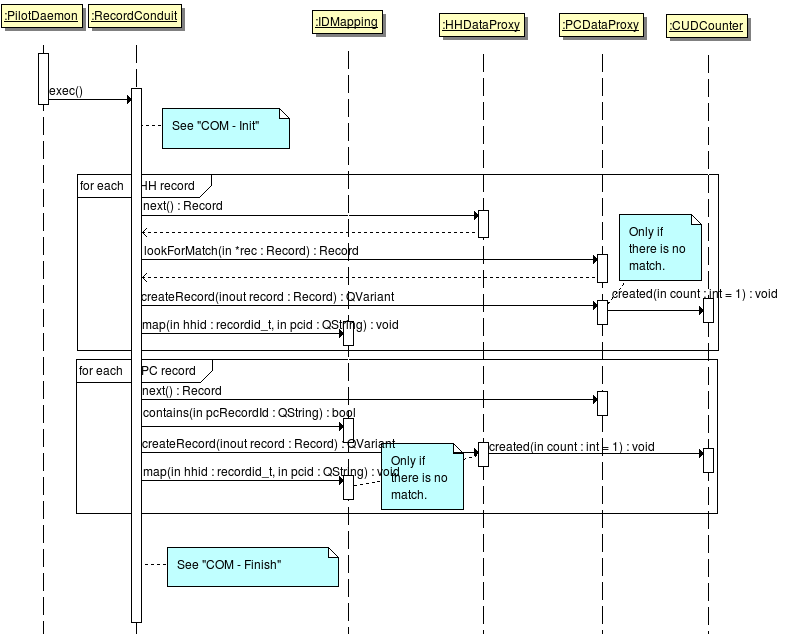 :PilotDaemon
:RecordConduit
:IDMapping
:HHDataProxy
:PCDataProxy
:CUDCounter
exec()
See "COM - Init"
for each HH record
next() : Record
Only if
there is no
match.
lookForMatch(in *rec : Record) : Record
createRecord(inout record : Record) : QVariant
created(in count : int = 1) : void
map(in hhid : recordid_t, in pcid : QString) : void
for each PC record
next() : Record
contains(in pcRecordId : QString) : bool
createRecord(inout record : Record) : QVariant
created(in count : int = 1) : void
Only if
there is no
match.
map(in hhid : recordid_t, in pcid : QString) : void
See "COM - Finish"